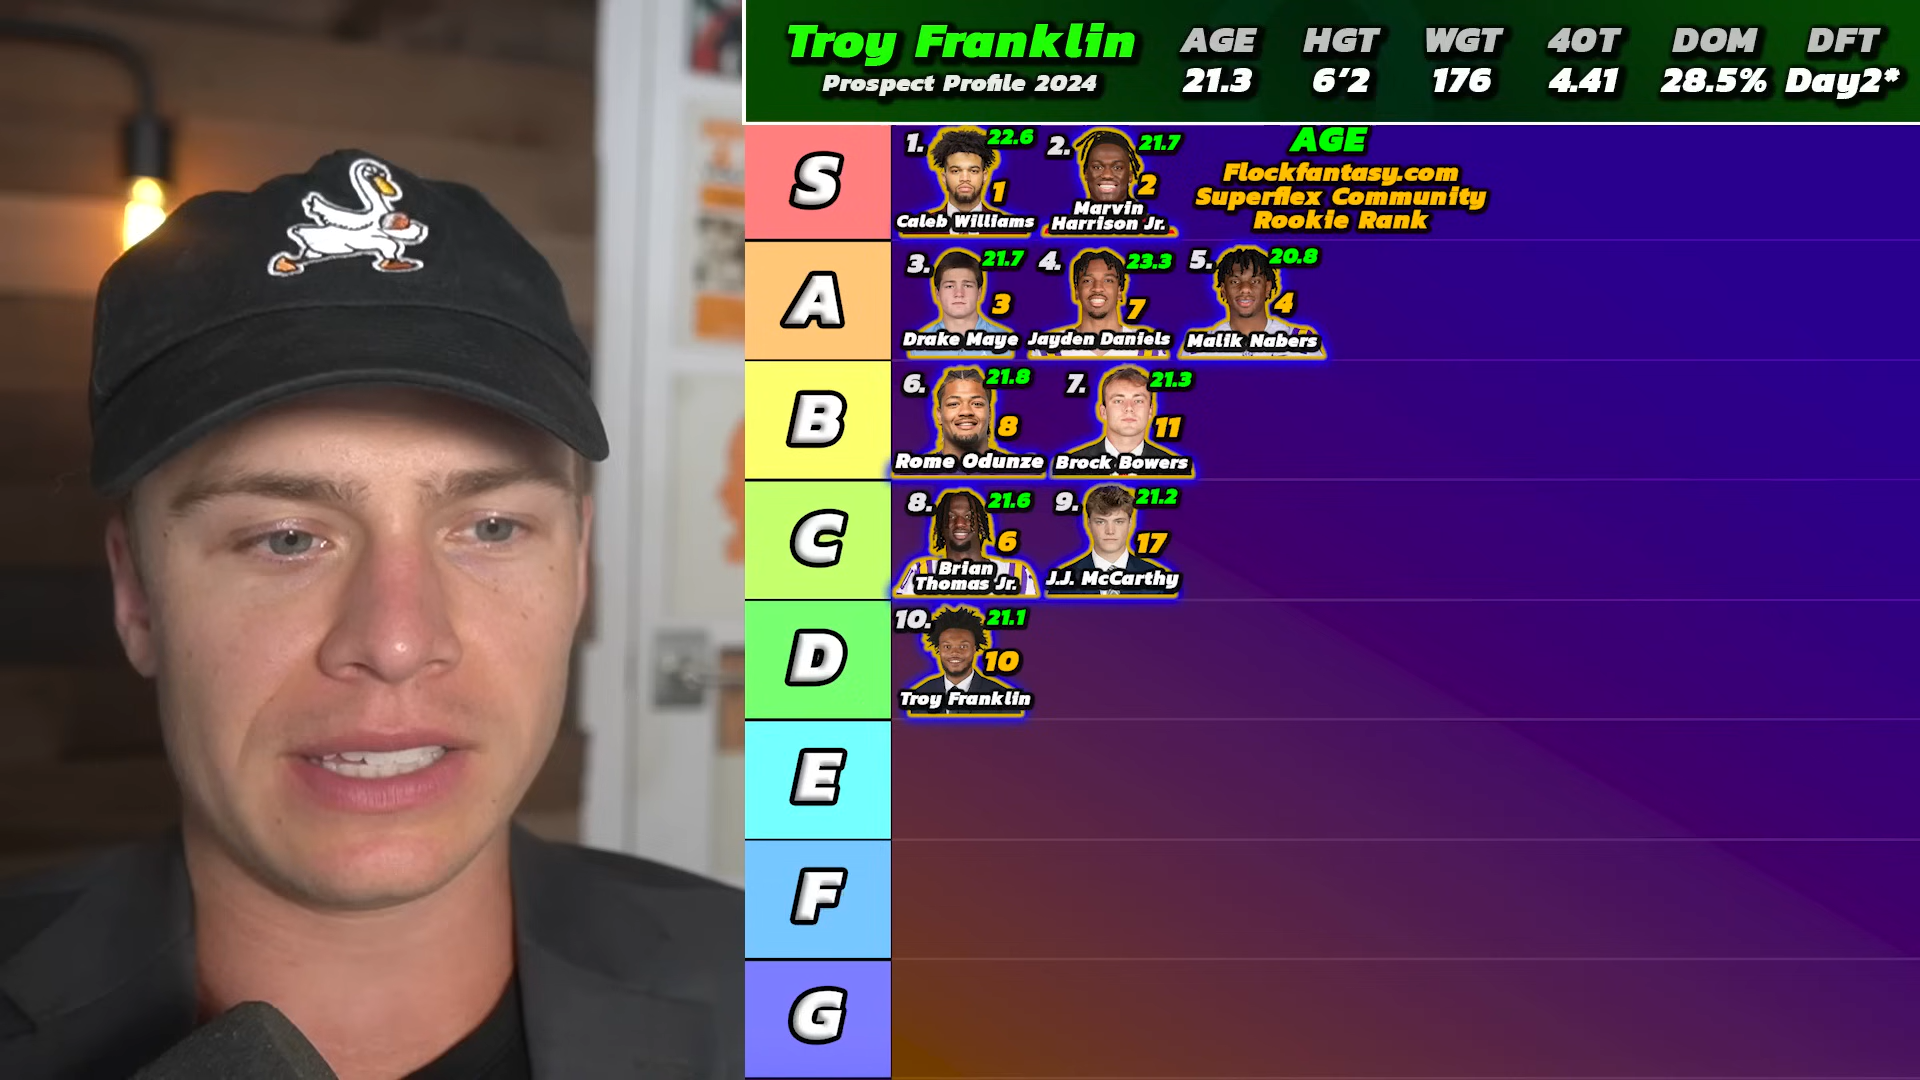 Troy Franklin
Prospect Profile 2024
AGE HGT WGT 40T DOM DFT
21.3 6'2 176 4.41 28.5% Day2*
S
1. 22.6
1
Caleb Williams
2. 21.7
2
Marvin
Harrison Jr.
AGE
Flockfantasy.com
Superflex Community
Rookie Rank
A
3. 21.7
3
Drake Maye
4. 23.3
7
Jayden Daniels
5. 20.8
4
Malik Nabers
B
6. 21.8
8
Rome Odunze
7. 21.3
11
Brock Bowers
C
8. 21.6
6
Brian
Thomas Jr.
9. 21.2
17
J.J. McCarthy
D
10. 21.1
10
Troy Franklin
E
F
G